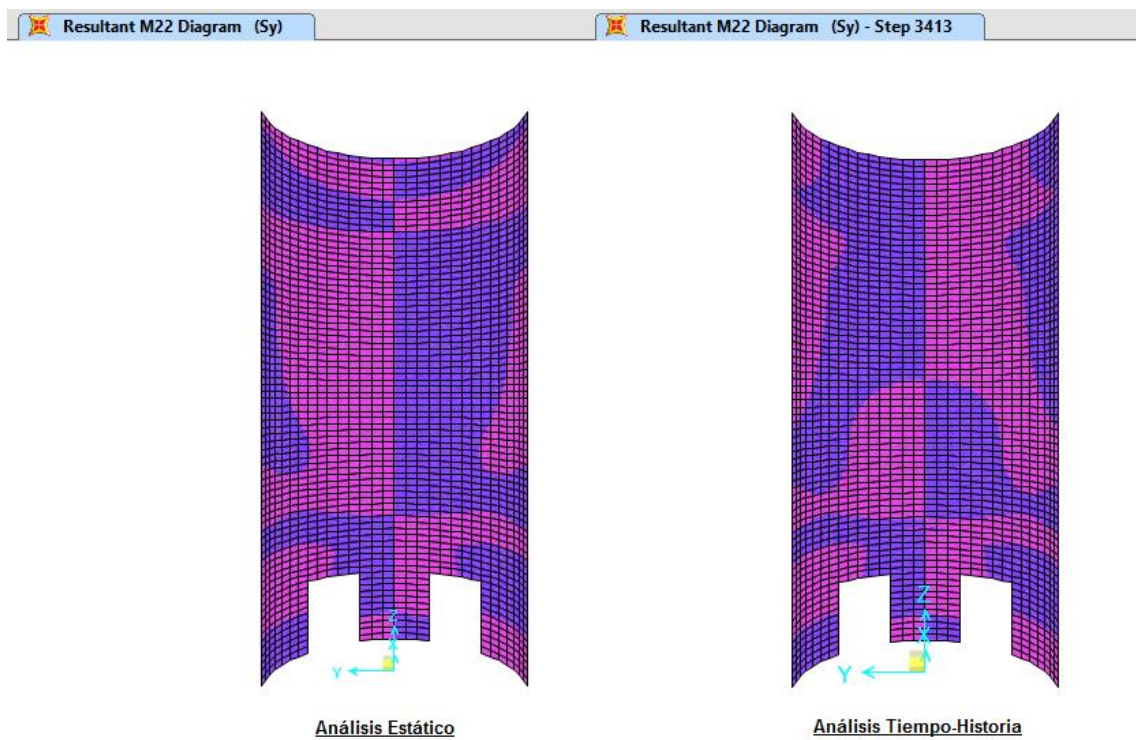 Resultant M22 Diagram (Sy)
Resultant M22 Diagram (Sy) - Step 3413
Z
Y
Z
Y
Análisis Estático
Análisis Tiempo-Historia